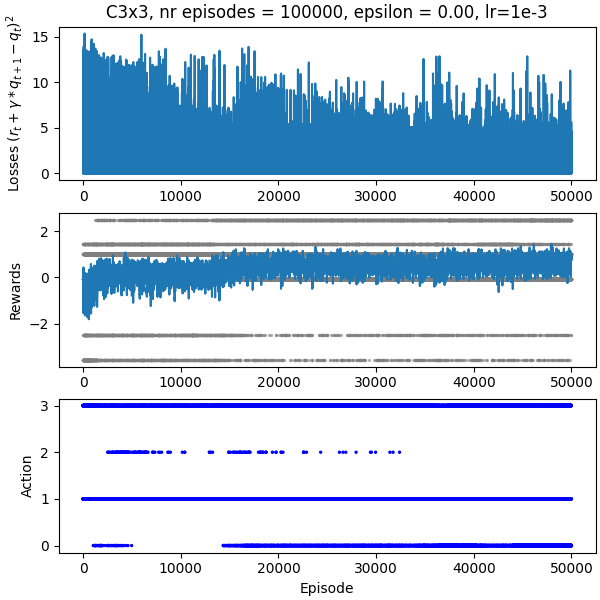 C3x3, nr episodes = 100000, epsilon = 0.00, lr=1e-3
Losses $(r_t + \gamma * q_{t+1} - q_t)^2$
15
10
5
0
0 10000 20000 30000 40000 50000
Rewards
2
0
−2
0 10000 20000 30000 40000 50000
Action
3
2
1
0
0 10000 20000 30000 40000 50000
Episode